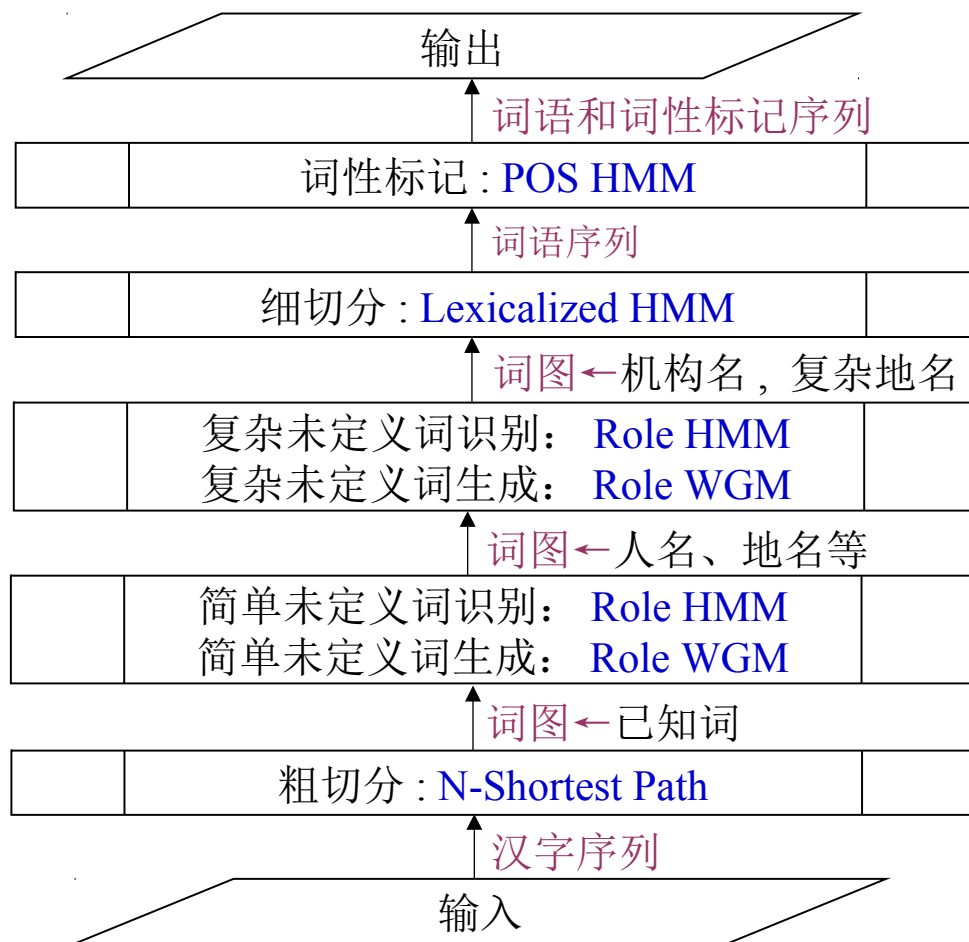 输出
词语和词性标记序列
词性标记 : POS HMM
词语序列
细切分 : Lexicalized HMM
词图←机构名 , 复杂地名
复杂未定义词识别： Role HMM
复杂未定义词生成： Role WGM
词图←人名、地名等
简单未定义词识别： Role HMM
简单未定义词生成： Role WGM
词图←已知词
粗切分 : N-Shortest Path
汉字序列
输入